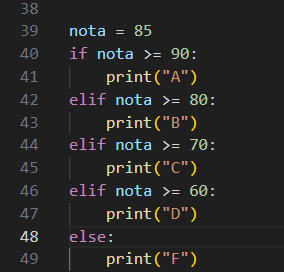 38
39 nota = 85
40 if nota >= 90:
41     print("A")
42 elif nota >= 80:
43     print("B")
44 elif nota >= 70:
45     print("C")
46 elif nota >= 60:
47     print("D")
48 else:
49     print("F")